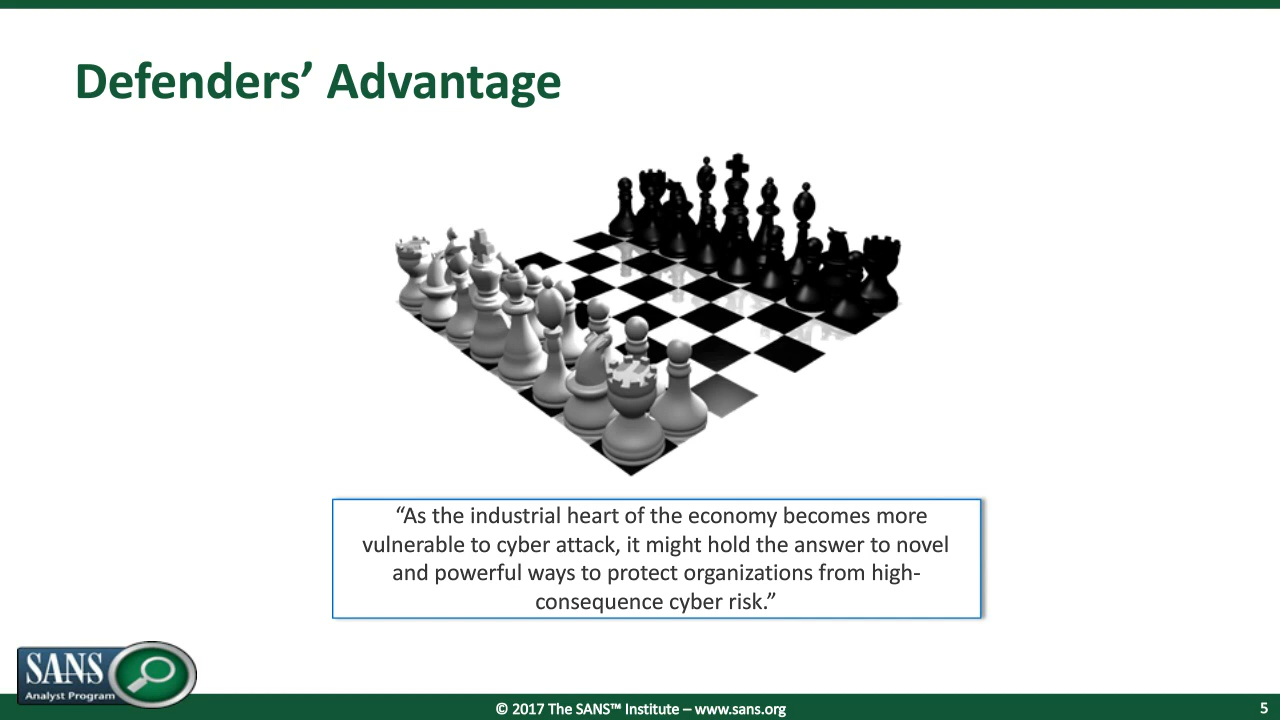 Defenders’ Advantage
“As the industrial heart of the economy becomes more
vulnerable to cyber attack, it might hold the answer to novel
and powerful ways to protect organizations from high-
consequence cyber risk.”
SANS
Analyst Program
© 2017 The SANS™ Institute – www.sans.org
5